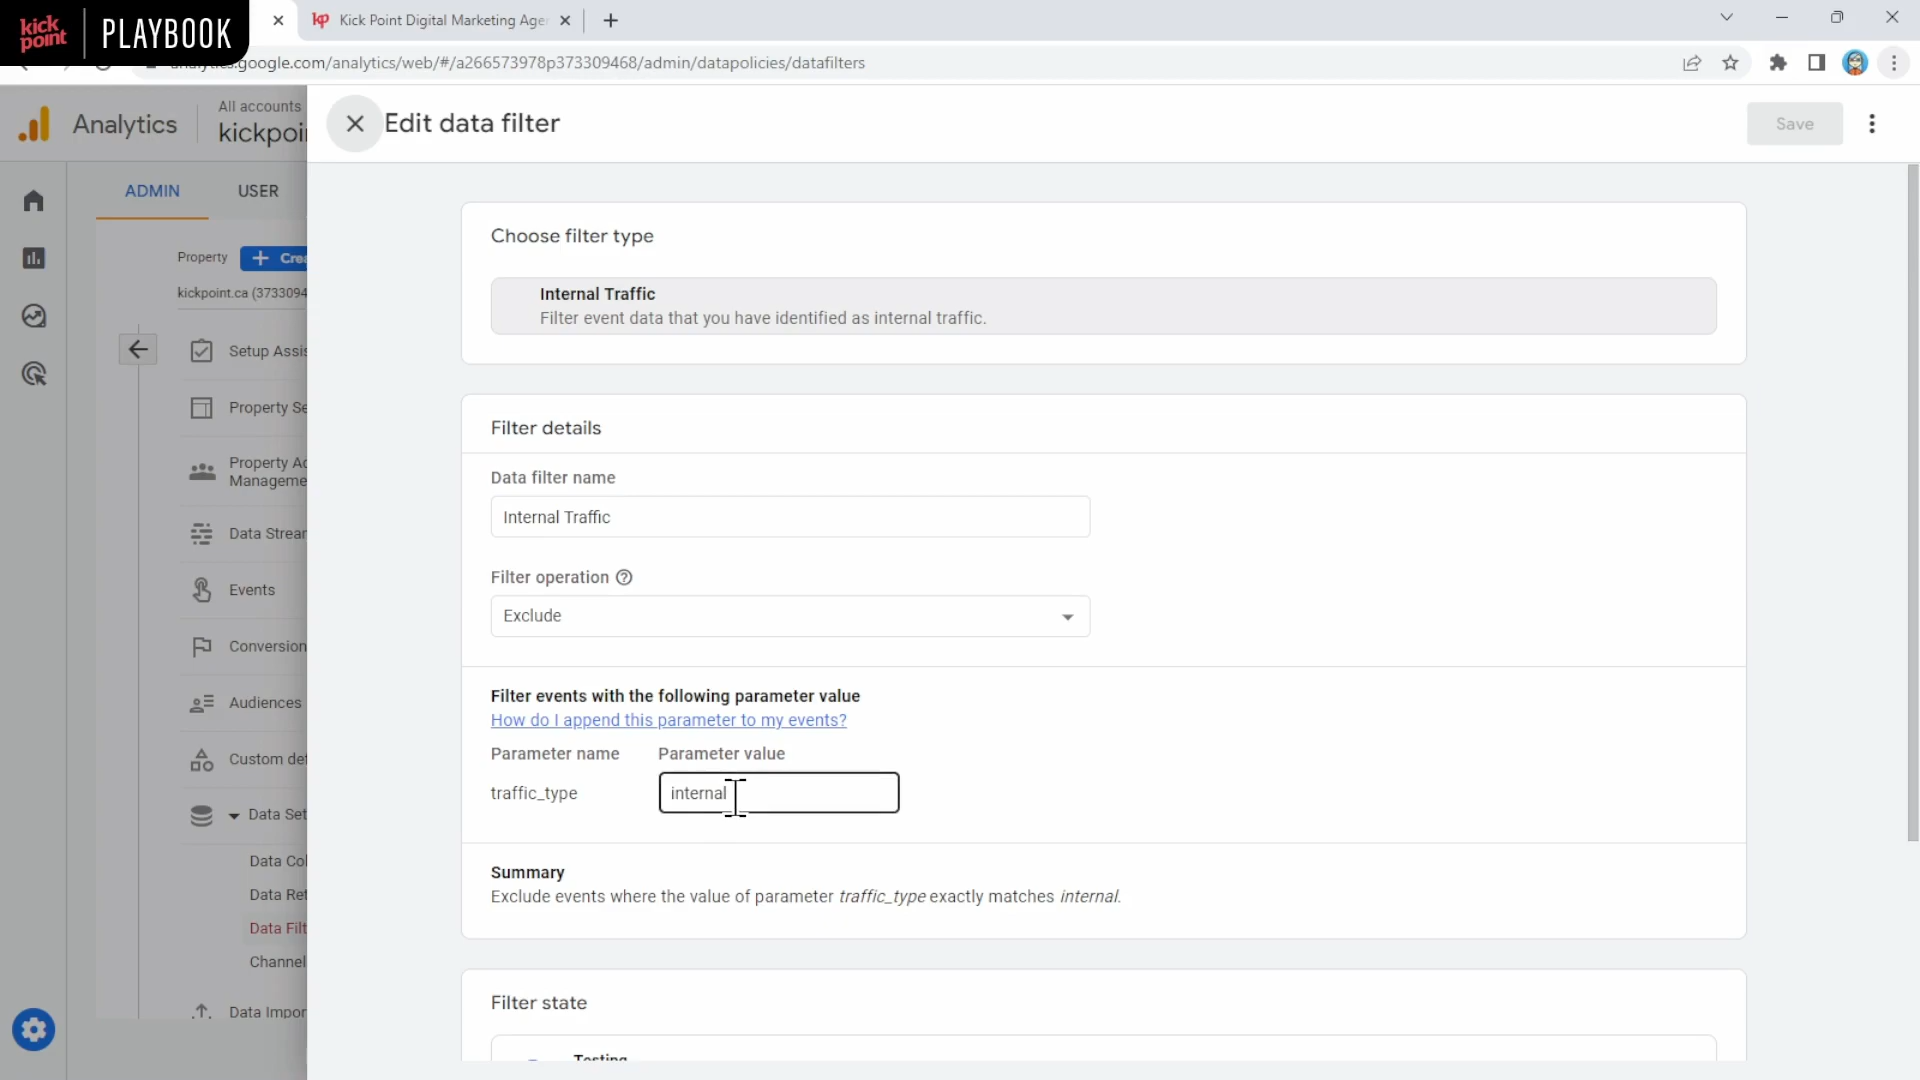 kick
point
PLAYBOOK
Kick Point Digital Marketing Agen
analytics.google.com/analytics/web/#/a266573978p373309468/admin/datapolicies/datafilters
Analytics
All accounts
kickpoi
Edit data filter
Save
ADMIN
USER
Property
+ Crea
kickpoint.ca (3733094
Setup Assis
Property Se
Property Ac
Manageme
Data Strear
Events
Conversion
Audiences
Custom def
Data Set
Data Col
Data Ret
Data Filt
Channel
Data Impor
Choose filter type
Internal Traffic
Filter event data that you have identified as internal traffic.
Filter details
Data filter name
Internal Traffic
Filter operation
Exclude
Filter events with the following parameter value
How do I append this parameter to my events?
Parameter name
Parameter value
traffic_type
internal
Summary
Exclude events where the value of parameter traffic_type exactly matches internal.
Filter state
Testing